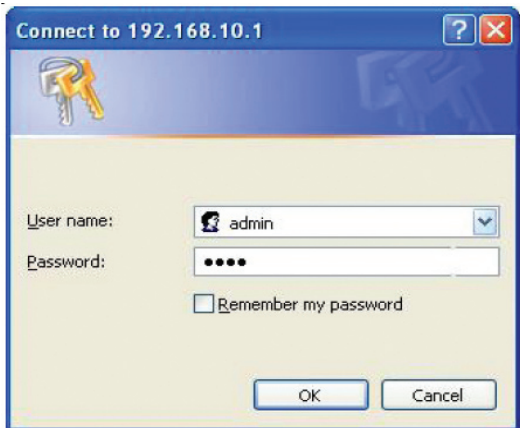 Connect to 192.168.10.1
User name:
admin
Password:
••••
Remember my password
OK
Cancel